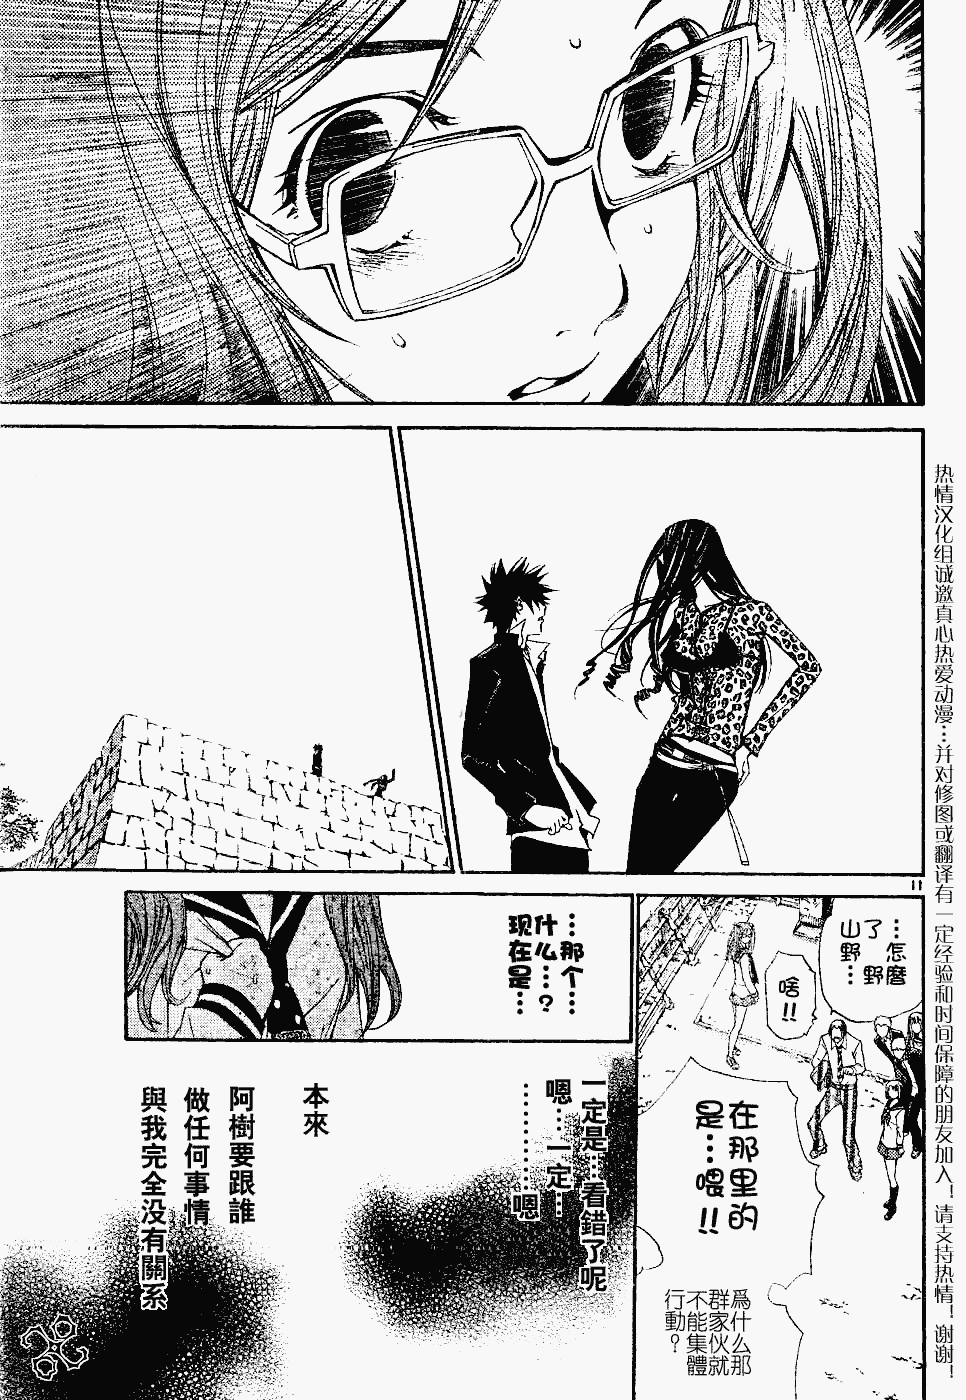 …怎麼
了野
山野…
啥!!
在那里的
是…喂!!
爲什么那
群家伙就
不能集體
行動?
…那个…
什么…?
现在是…
一定是…看錯了呢
嗯…一定…
…………嗯
本來
阿樹要跟誰
做任何事情
與我完全没有關系
11
热情汉化组诚邀真心热爱动漫…并对修图或翻译有一定经验和时间保障的朋友加入!请支持热情!谢谢!